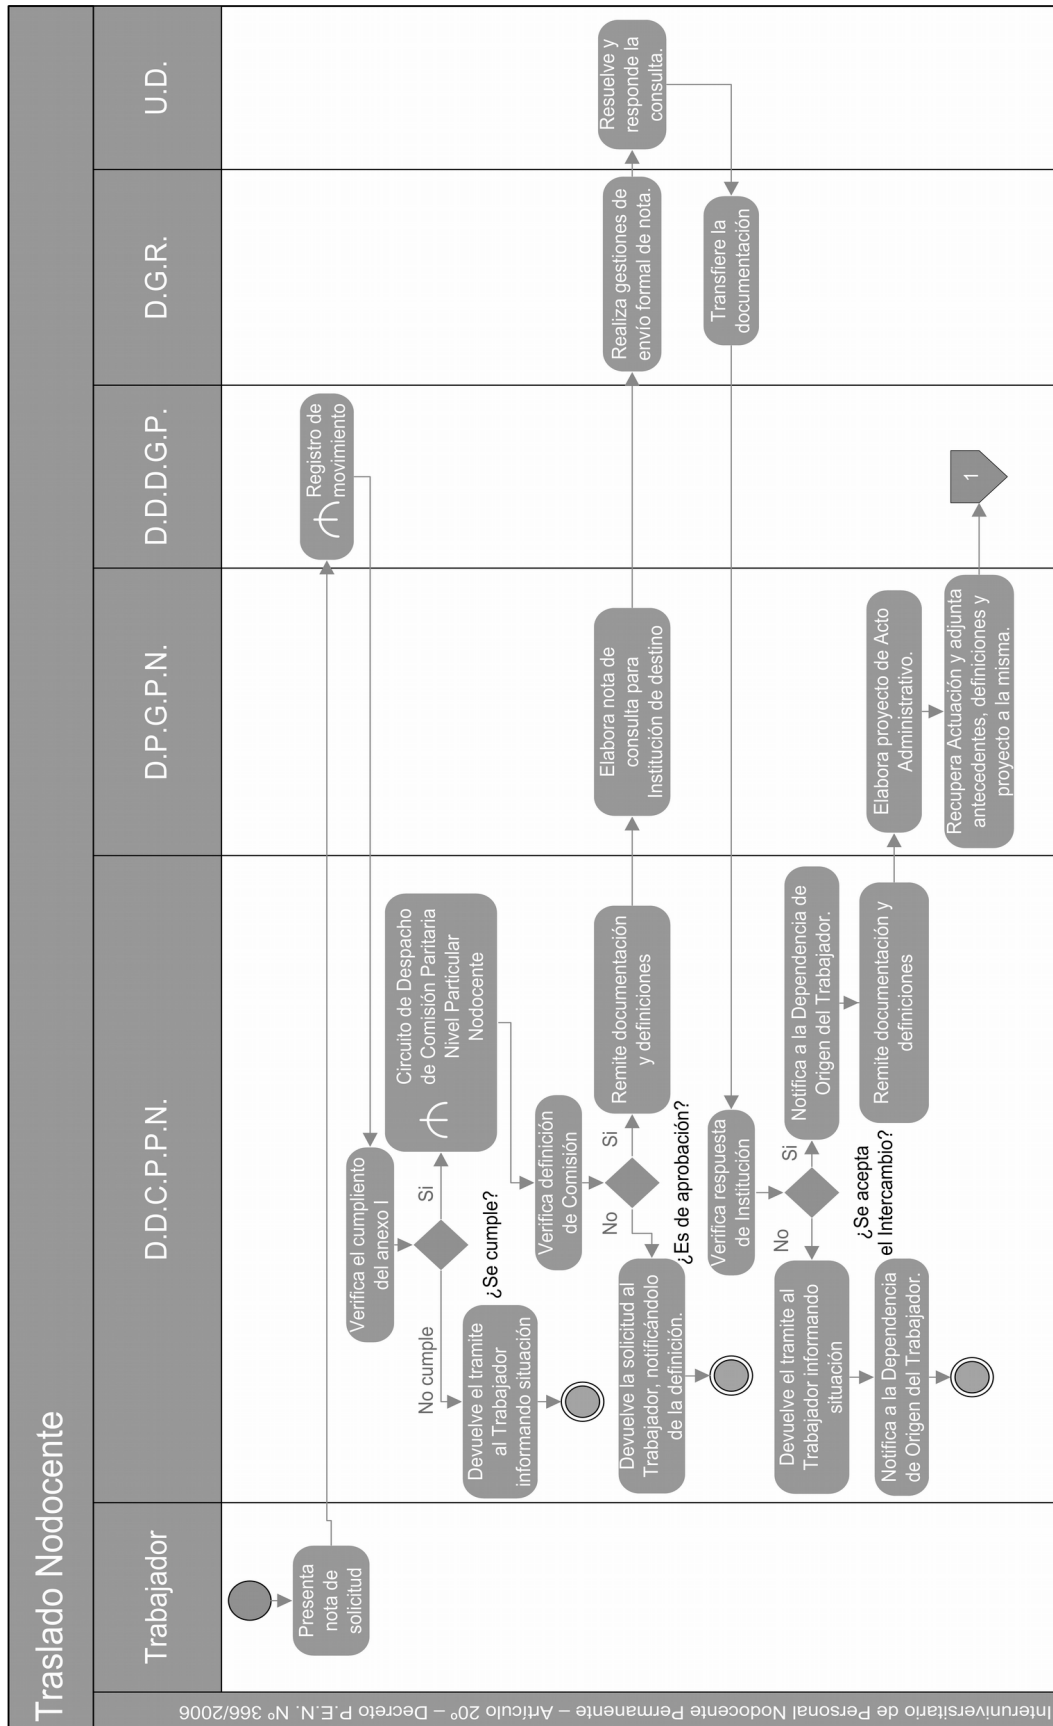 Traslado Nodocente
Interuniversitario de Personal Nodocente Permanente – Artículo 20º – Decreto P.E.N. Nº 366/2006
Trabajador
D.D.C.P.P.N.
D.P.G.P.N.
D.D.D.G.P.
D.G.R.
U.D.
Presenta
nota de
solicitud
Registro de
movimiento
Verifica el cumpliento
del anexo I
¿Se cumple?
No cumple
Si
Devuelve el tramite
al Trabajador
informando situación
Circuito de Despacho
de Comisión Paritaria
Nivel Particular
Nodocente
Verifica definición
de Comisión
¿Es de aprobación?
No
Si
Devuelve la solicitud al
Trabajador, notificándolo
de la definición.
Remite documentación
y definiciones
Elabora nota de
consulta para
Institución de destino
Realiza gestiones de
envío formal de nota.
Resuelve y
responde la
consulta.
Transfiere la
documentación
Verifica respuesta
de Institución
¿Se acepta
el Intercambio?
No
Si
Devuelve el tramite al
Trabajador informando
situación
Notifica a la Dependencia
de Origen del Trabajador.
Notifica a la Dependencia de
Origen del Trabajador.
Remite documentación y
definiciones
Elabora proyecto de Acto
Administrativo.
Recupera Actuación y adjunta
antecedentes, definiciones y
proyecto a la misma.
1